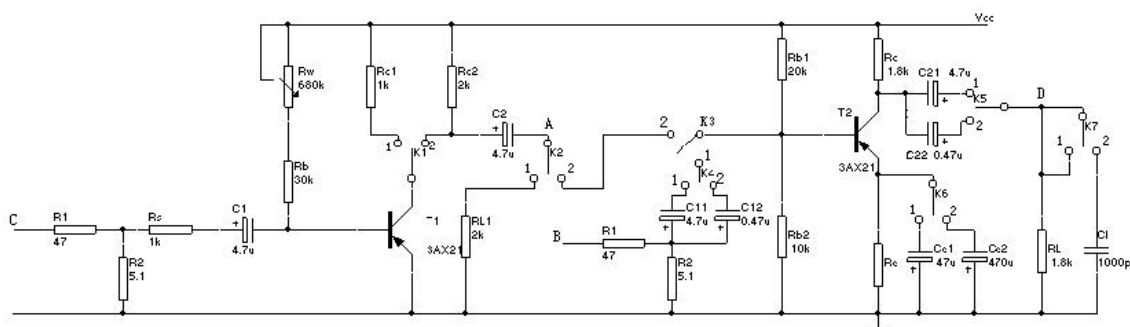 Vcc
Rw
680k
Rc1
1k
Rc2
2k
Rb1
20k
Rc
1.8k
C21 4.7u
1
K5
2
D
C22 0.47u
T2
3AX21
C2
4.7u
A
K2
1
2
2
K3
1
K1
2
1
K4
1
2
C11
4.7u
C12
0.47u
Rb
30k
C
R1
47
Rs
1k
C1
4.7u
R2
5.1
T1
3AX21
RL1
2k
B
R1
47
R2
5.1
Rb2
10k
Re
K6
1
2
Ce1
47u
Ce2
470u
K7
1
2
RL
1.8k
Cl
1000p